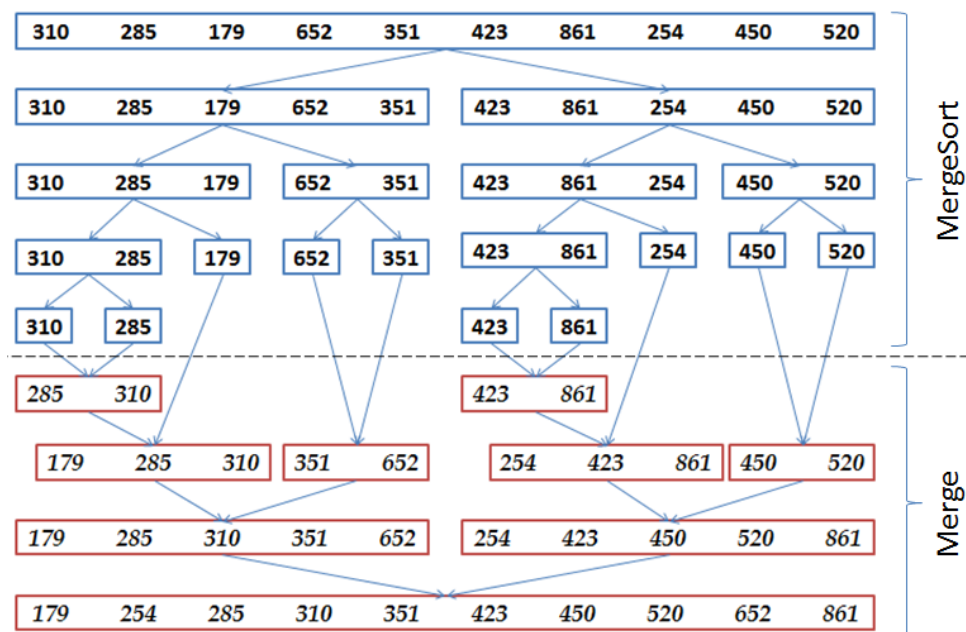 310 285 179 652 351 423 861 254 450 520
310 285 179 652 351 423 861 254 450 520
310 285 179 652 351 423 861 254 450 520
310 285 179 652 351 423 861 254 450 520
310 285 423 861
MergeSort
285 310 423 861
179 285 310 351 652 254 423 861 450 520
179 285 310 351 652 254 423 450 520 861
179 254 285 310 351 423 450 520 652 861
Merge